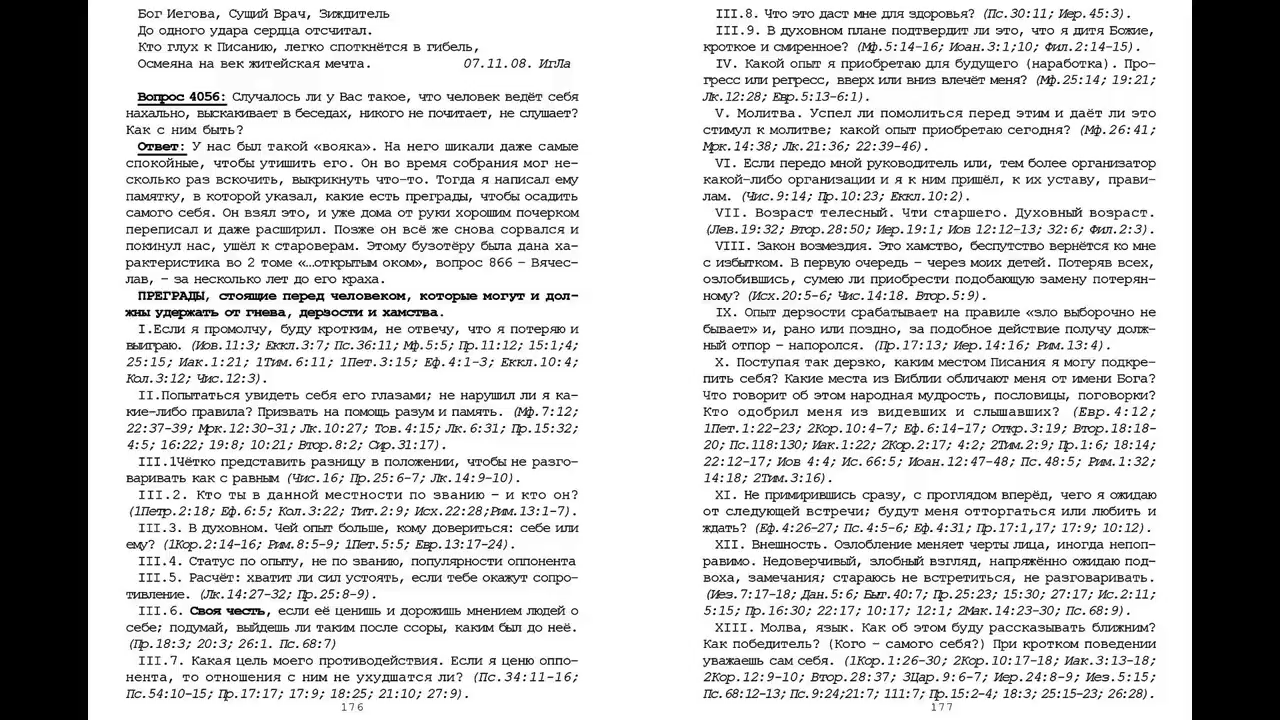 Бог Иегова, Сущий Врач, Зиждитель
До одного удара сердца отсчитал.
Кто глух к Писанию, легко споткнётся в гибель,
Осмеяна на век житейская мечта. 07.11.08. ИгЛа
Вопрос 4056: Случалось ли у Вас такое, что человек ведёт себя
нахально, выскакивает в беседах, никого не почитает, не слушает?
Как с ним быть?
Ответ: У нас был такой «вояка». На него шикали даже самые
спокойные, чтобы утишить его. Он во время собрания мог не-
сколько раз вскочить, выкрикнуть что-то. Тогда я написал ему
памятку, в которой указал, какие есть преграды, чтобы осадить
самого себя. Он взял это, и уже дома от руки хорошим почерком
переписал и даже расширил. Позже он всё же снова сорвался и
покинул нас, ушёл к староверам. Этому бузотёру была дана ха-
рактеристика во 2 томе «…открытым оком», вопрос 866 – Вячес-
лав, – за несколько лет до его краха.
ПРЕГРАДЫ, стоящие перед человеком, которые могут и дол-
жны удержать от гнева, дерзости и хамства.
I.Если я промолчу, буду кротким, не отвечу, что я потеряю и
выиграю. (Иов.11:3; Еккл.3:7; Пс.36:11; Мф.5:5; Пр.11:12; 15:1;4;
25:15; Иак.1:21; 1Тим.6:11; 1Пет.3:15; Еф.4:1-3; Еккл.10:4;
Кол.3:12; Чис.12:3).
II.Попытаться увидеть себя его глазами; не нарушил ли я ка-
кие-либо правила? Призвать на помощь разум и память. (Мф.7:12;
22:37-39; Мрк.12:30-31; Лк.10:27; Тов.4:15; Лк.6:31; Пр.15:32;
4:5; 16:22; 19:8; 10:21; Втор.8:2; Сир.31:17).
III.1Чётко представить разницу в положении, чтобы не разго-
варивать как с равным (Чис.16; Пр.25:6-7; Лк.14:9-10).
III.2. Кто ты в данной местности по званию – и кто он?
(1Петр.2:18; Еф.6:5; Кол.3:22; Тит.2:9; Исх.22:28;Рим.13:1-7).
III.3. В духовном. Чей опыт больше, кому довериться: себе или
ему? (1Кор.2:14-16; Рим.8:5-9; 1Пет.5:5; Евр.13:17-24).
III.4. Статус по опыту, не по званию, популярности оппонента
III.5. Расчёт: хватит ли сил устоять, если тебе окажут сопро-
тивление. (Лк.14:27-32; Пр.25:8-9).
III.6. Своя честь, если её ценишь и дорожишь мнением людей о
себе; подумай, выйдешь ли таким после ссоры, каким был до неё.
(Пр.18:3; 20:3; 26:1. Пс.68:7)
III.7. Какая цель моего противодействия. Если я ценю оппо-
нента, то отношения с ним не ухудшатся ли? (Пс.34:11-16;
Пс.54:10-15; Пр.17:17; 17:9; 18:25; 21:10; 27:9).
176
III.8. Что это даст мне для здоровья? (Пс.30:11; Иер.45:3).
III.9. В духовном плане подтвердит ли это, что я дитя Божие,
кроткое и смиренное? (Мф.5:14-16; Иоан.3:1;10; Фил.2:14-15).
IV. Какой опыт я приобретаю для будущего (наработка). Про-
гресс или регресс, вверх или вниз влечёт меня? (Мф.25:14; 19:21;
Лк.12:28; Евр.5:13-6:1).
V. Молитва. Успел ли помолиться перед этим и даёт ли это
стимул к молитве; какой опыт приобретаю сегодня? (Мф.26:41;
Мрк.14:38; Лк.21:36; 22:39-46).
VI. Если передо мной руководитель или, тем более организатор
какой-либо организации и я к ним пришёл, к их уставу, прави-
лам. (Чис.9:14; Пр.10:23; Еккл.10:2).
VII. Возраст телесный. Чти старшего. Духовный возраст.
(Лев.19:32; Втор.28:50; Иер.19:1; Иов 12:12-13; 32:6; Фил.2:3).
VIII. Закон возмездия. Это хамство, беспутство вернётся ко мне
с избытком. В первую очередь – через моих детей. Потеряв всех,
озлобившись, сумею ли приобрести подобающую замену потерян-
ному? (Исх.20:5-6; Чис.14:18. Втор.5:9).
IX. Опыт дерзости срабатывает на правиле «зло выборочно не
бывает» и, рано или поздно, за подобное действие получу долж-
ный отпор – напоролся. (Пр.17:13; Иер.14:16; Рим.13:4).
X. Поступая так дерзко, каким местом Писания я могу подкре-
пить себя? Какие места из Библии обличают меня от имени Бога?
Что говорит об этом народная мудрость, пословицы, поговорки?
Кто одобрил меня из видевших и слышавших? (Евр.4:12;
1Пет.1:22-23; 2Кор.10:4-7; Еф.6:14-17; Откр.3:19; Втор.18:18-
20; Пс.118:130; Иак.1:22; 2Кор.2:17; 4:2; 2Тим.2:9; Пр.1:6; 18:14;
22:12-17; Иов 4:4; Ис.66:5; Иоан.12:47-48; Пс.48:5; Рим.1:32;
14:18; 2Тим.3:16).
XI. Не примирившись сразу, с проглядом вперёд, чего я ожидаю
от следующей встречи; будут меня отторгаться или любить и
ждать? (Еф.4:26-27; Пс.4:5-6; Еф.4:31; Пр.17:1,17; 17:9; 10:12).
XII. Внешность. Озлобление меняет черты лица, иногда непоп-
равимо. Недоверчивый, злобный взгляд, напряжённо ожидаю под-
воха, замечания; стараюсь не встретиться, не разговаривать.
(Иез.7:17-18; Дан.5:6; Быт.40:7; Пр.25:23; 15:30; 27:17; Ис.2:11;
5:15; Пр.16:30; 22:17; 10:17; 12:1; 2Мак.14:23-30; Пс.68:9).
XIII. Молва, язык. Как об этом буду рассказывать ближним?
Как победитель? (Кого – самого себя?) При кротком поведении
уважаешь сам себя. (1Кор.1:26-30; 2Кор.10:17-18; Иак.3:13-18;
2Кор.12:9-10; Втор.28:37; 3Цар.9:6-7; Иер.24:8-9; Иез.5:15;
Пс.68:12-13; Пс.9:24;21:7; 111:7; Пр.15:2-4; 18:3; 25:15-23; 26:28).
177